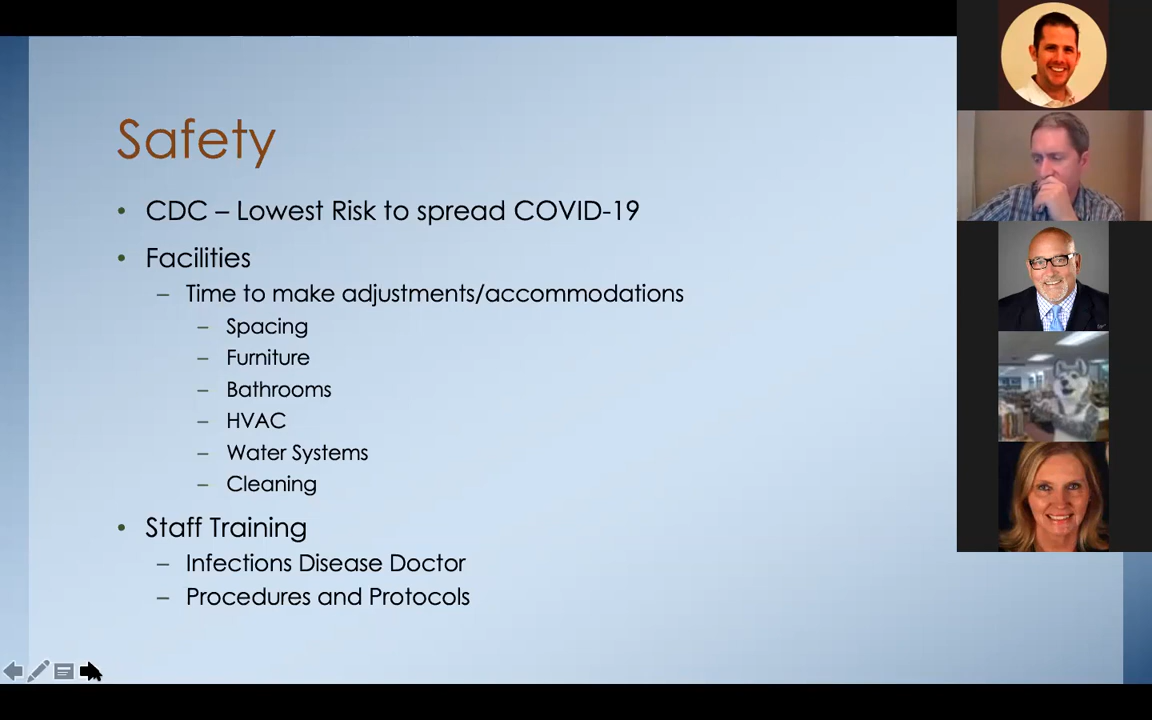 Safety
• CDC – Lowest Risk to spread COVID-19
• Facilities
– Time to make adjustments/accommodations
– Spacing
– Furniture
– Bathrooms
– HVAC
– Water Systems
– Cleaning
• Staff Training
– Infections Disease Doctor
– Procedures and Protocols